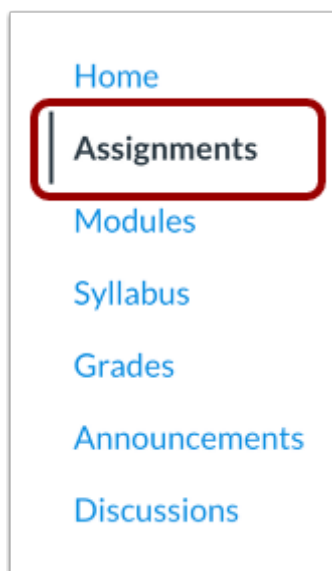 Home
Assignments
Modules
Syllabus
Grades
Announcements
Discussions